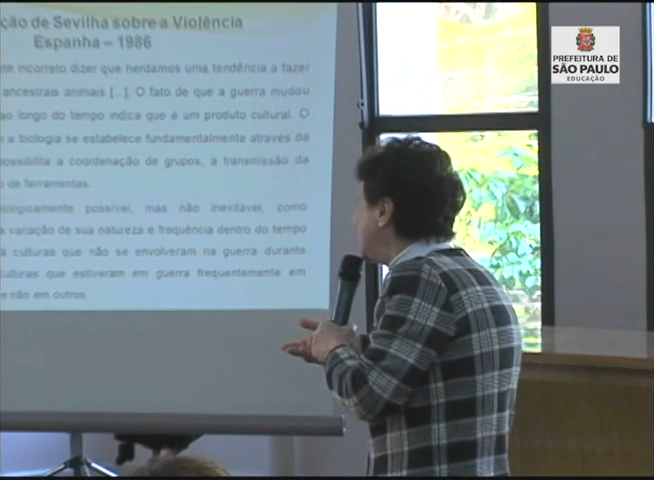 ção de Sevilha sobre a Violência
Espanha – 1986
te incorreto dizer que herdamos uma tendência a fazer
ancestrais animais [...]. O fato de que a guerra mudou
ao longo do tempo indica que é um produto cultural. O
a biologia se estabelece fundamentalmente através da
possibilita a coordenação de grupos, a transmissão da
de ferramentas.
ologicamente possível, mas não inevitável, como
a variação de sua natureza e frequência dentro do tempo
culturas que não se envolveram na guerra durante
culturas que estiveram em guerra frequentemente em
e não em outros.
PREFEITURA DE
SÃO PAULO
EDUCAÇÃO